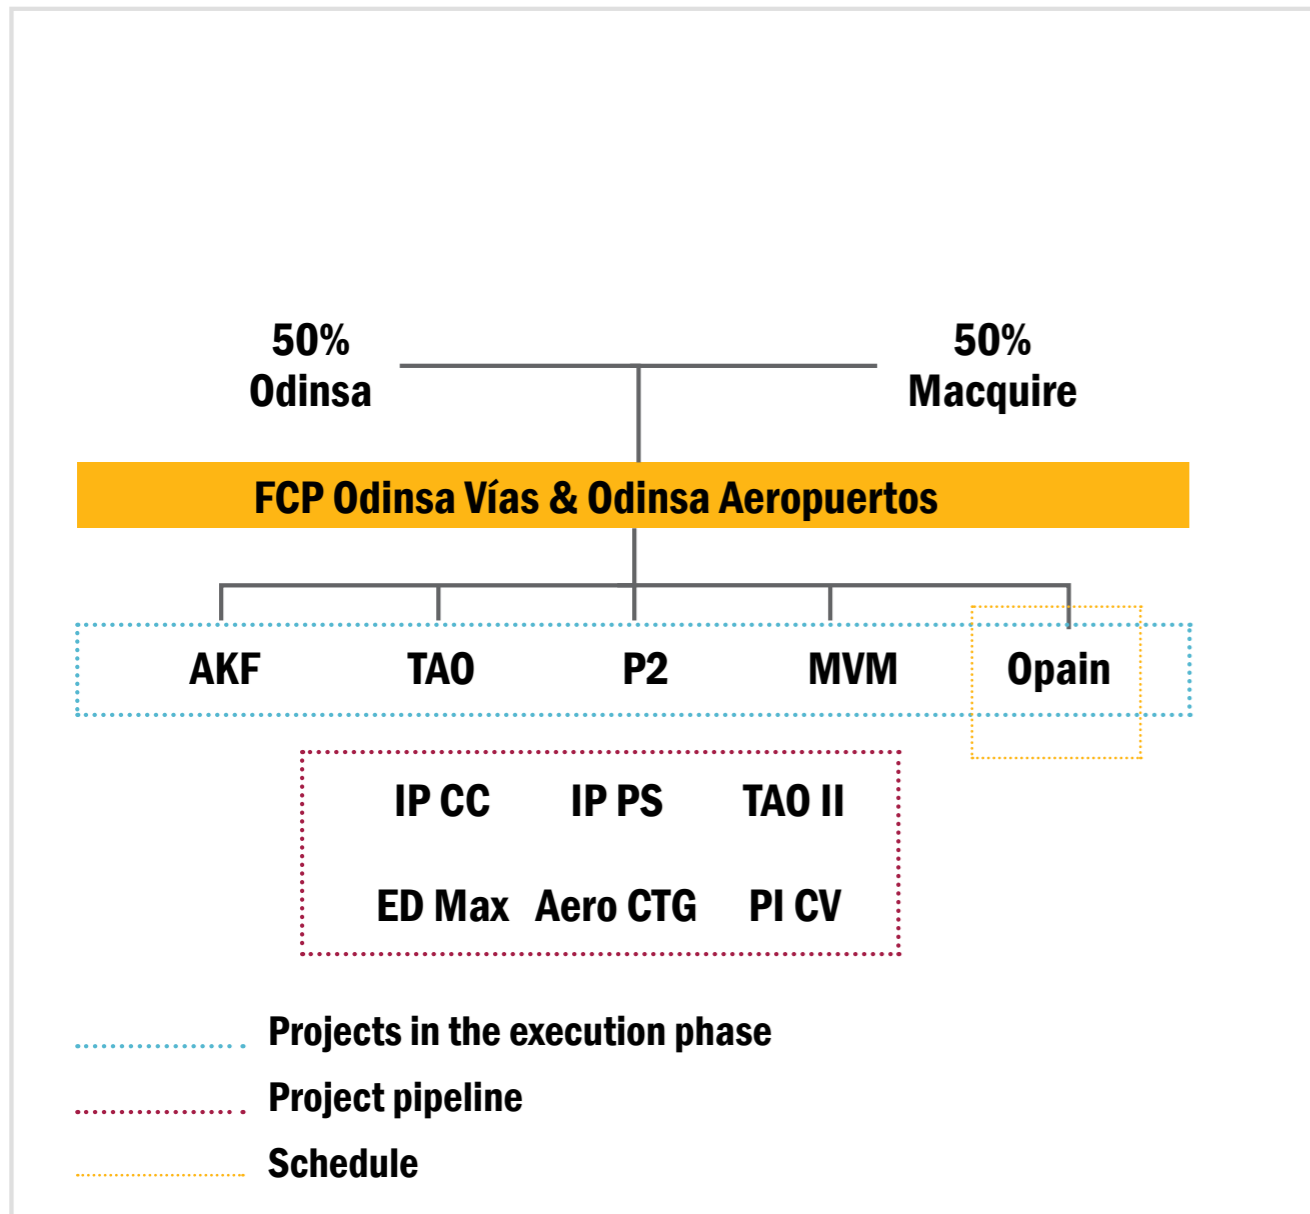 50%
Odinsa
50%
Macquire
FCP Odinsa Vías & Odinsa Aeropuertos
AKF TAO P2 MVM Opain
IP CC IP PS TAO II
ED Max Aero CTG PI CV
Projects in the execution phase
Project pipeline
Schedule